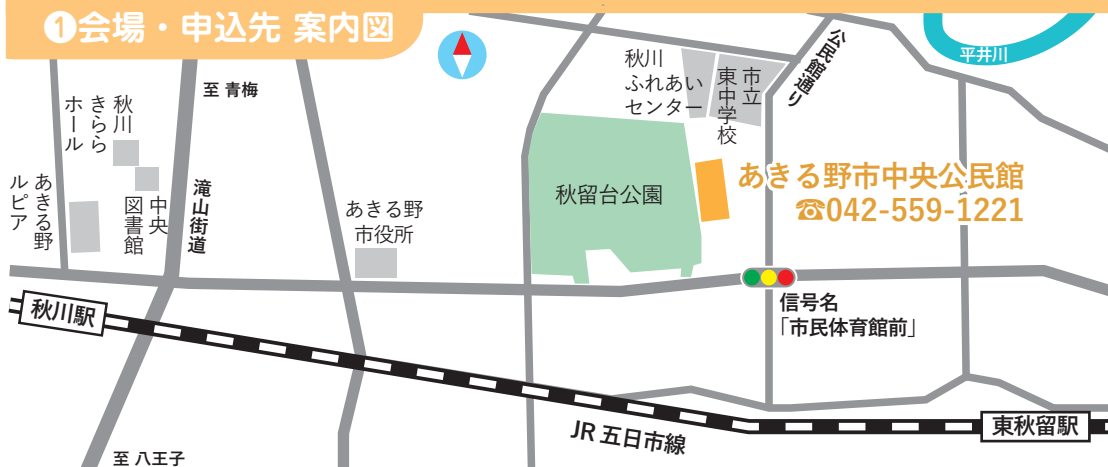 ❶会場・申込先 案内図
平井川
公民館通り
秋川
ふれあい
センター
市立
東中学校
至 青梅
秋川
きらら
ホール
滝山街道
中央
図書館
あきる野
ルピア
あきる野
市役所
秋留台公園
あきる野市中央公民館
☎042-559-1221
信号名
「市民体育館前」
秋川駅
JR 五日市線
東秋留駅
至 八王子